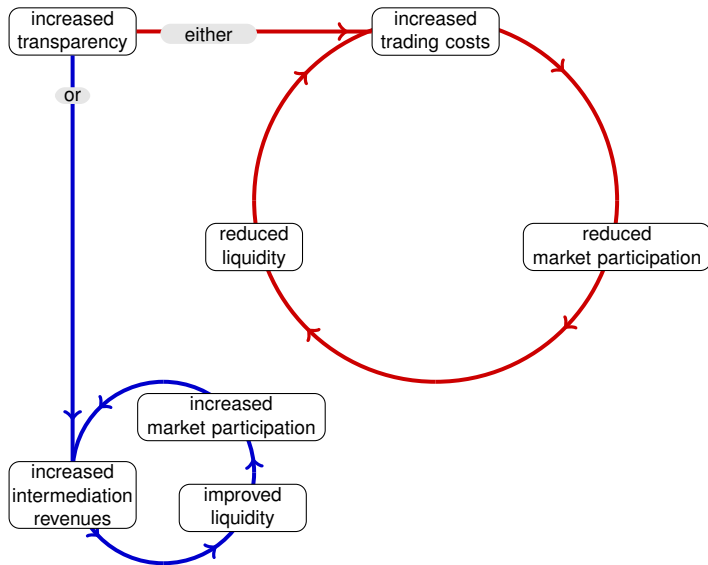 increased
transparency
either
increased
trading costs
or
reduced
liquidity
reduced
market participation
increased
market participation
increased
intermediation
revenues
improved
liquidity